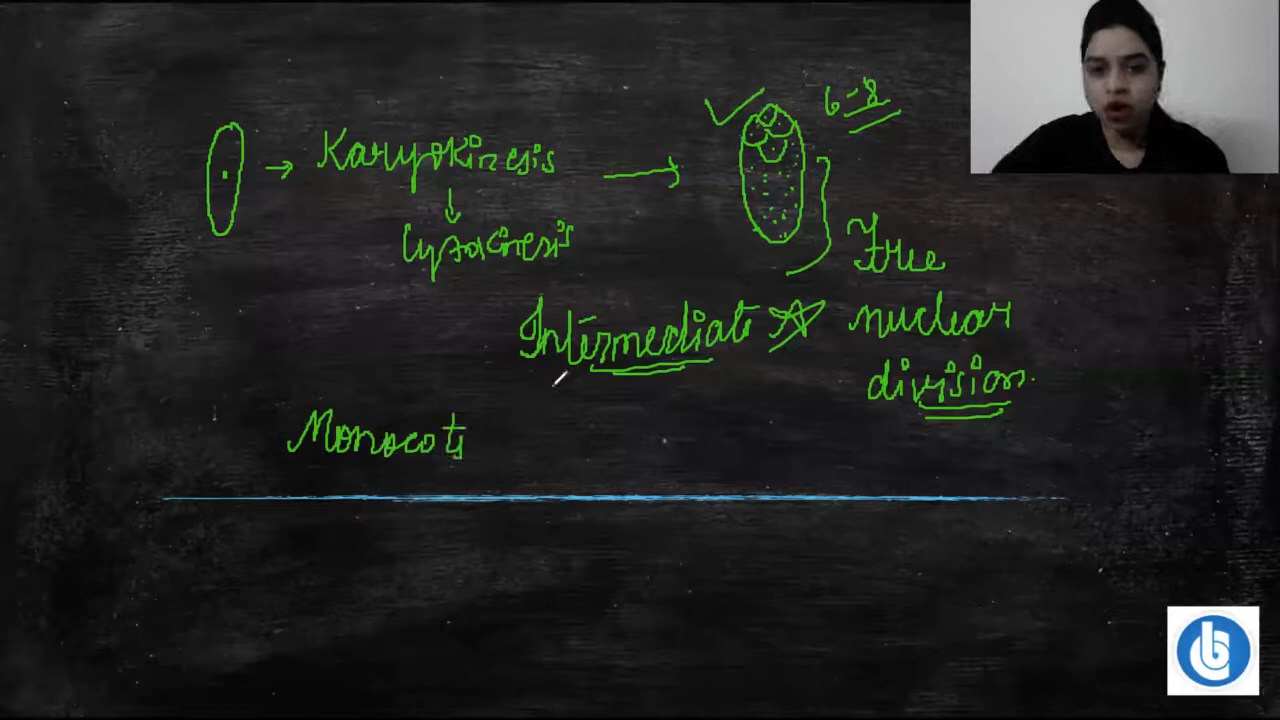 6-8
→ Karyokinesis →
↓
Cytokinesis
Free
Intermediate ☆ nuclear
division.
Monocots